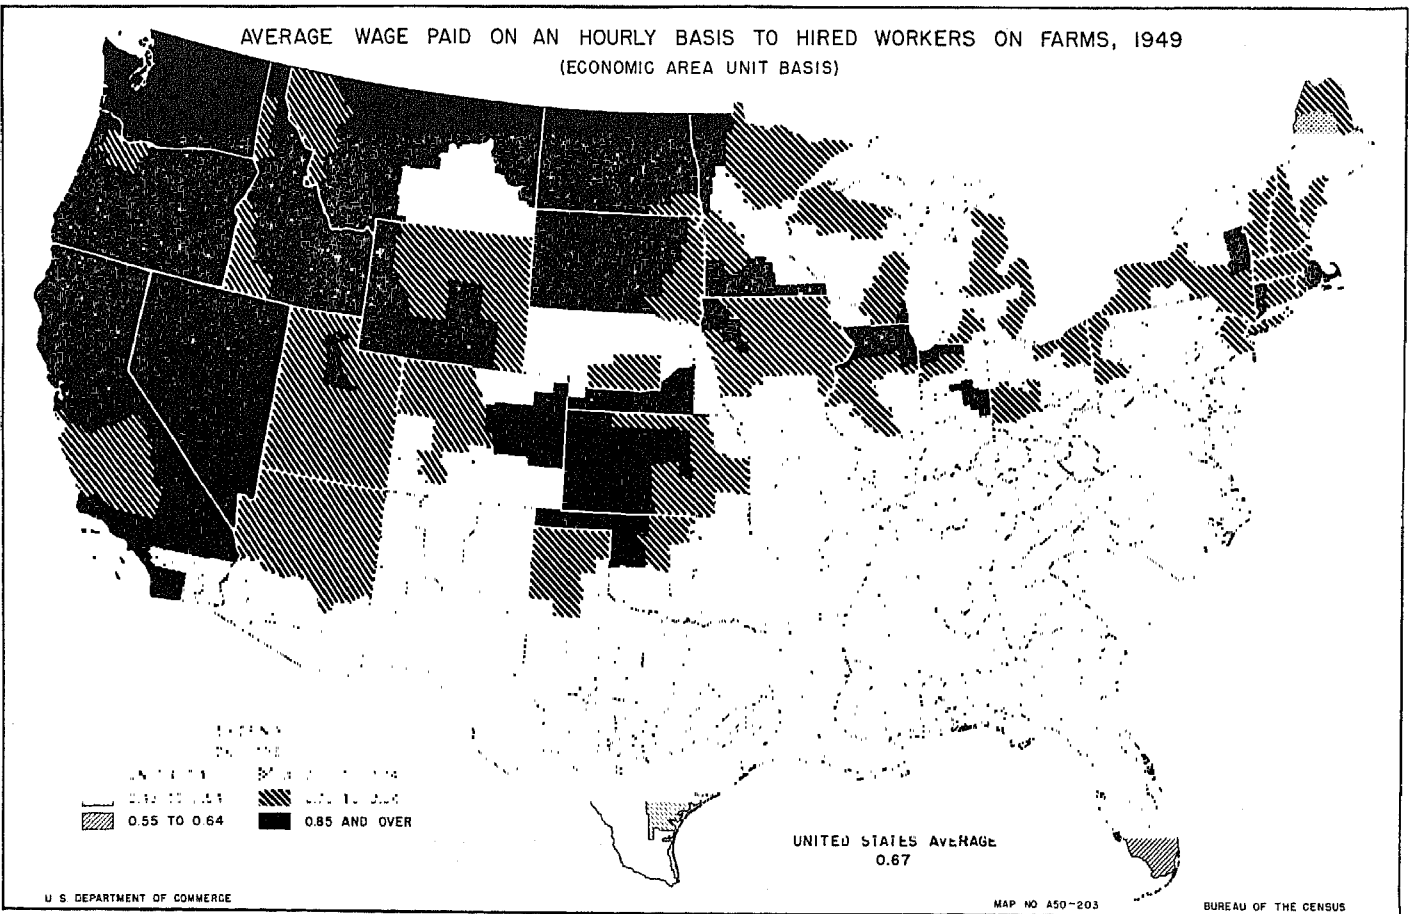 AVERAGE WAGE PAID ON AN HOURLY BASIS TO HIRED WORKERS ON FARMS, 1949
(ECONOMIC AREA UNIT BASIS)
0.55 TO 0.64
0.85 AND OVER
UNITED STATES AVERAGE
0.67
U S DEPARTMENT OF COMMERCE
MAP NO A50-203
BUREAU OF THE CENSUS